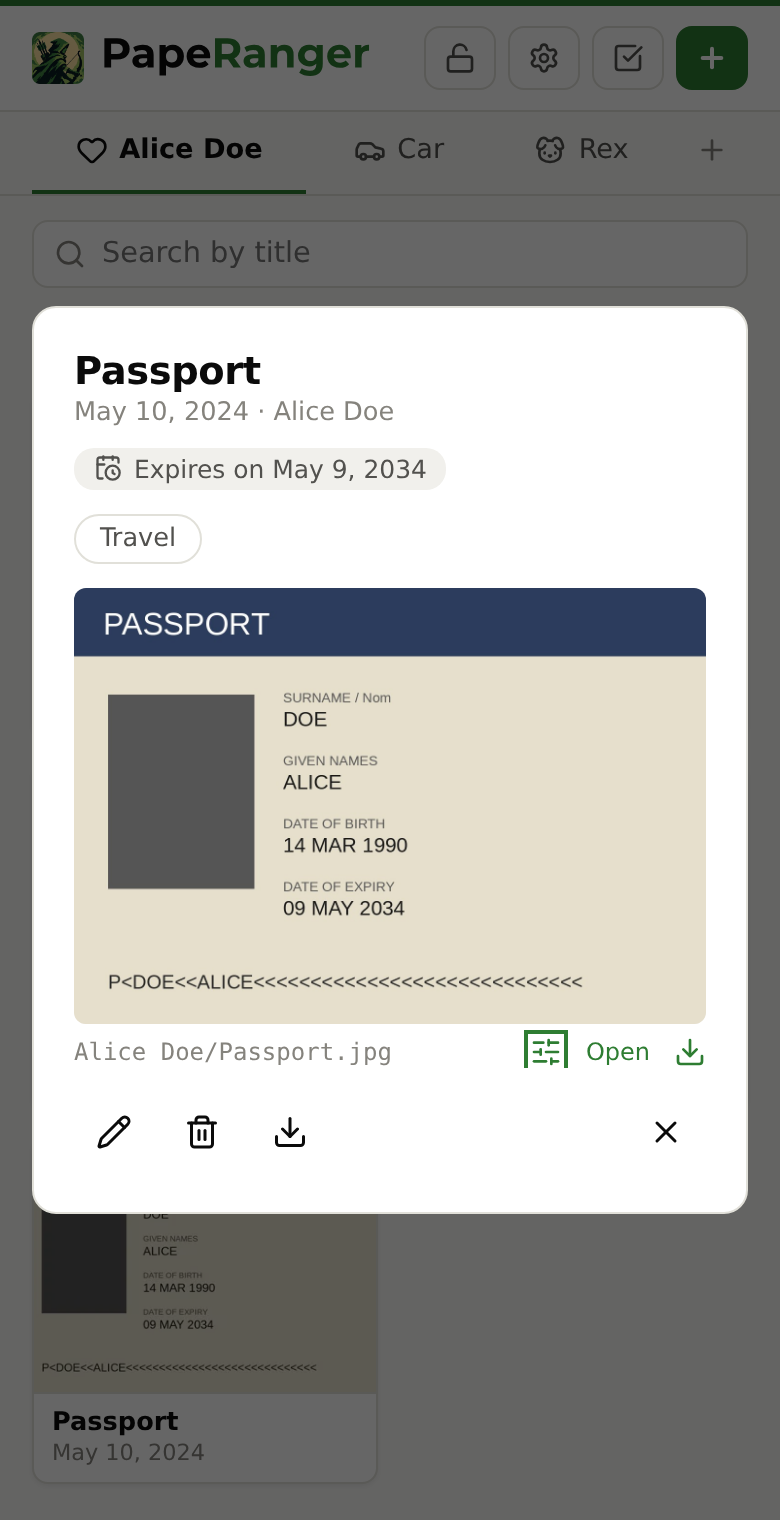 PapeRanger
Alice Doe
Car
Rex
Search by title
Passport
May 10, 2024 · Alice Doe
Expires on May 9, 2034
Travel
PASSPORT
SURNAME / Nom
DOE
GIVEN NAMES
ALICE
DATE OF BIRTH
14 MAR 1990
DATE OF EXPIRY
09 MAY 2034
P<DOE<<ALICE<<<<<<<<<<<<<<<<<<<<<<<<<<<<<
Alice Doe/Passport.jpg
Open
DOE
GIVEN NAMES
ALICE
DATE OF BIRTH
14 MAR 1990
DATE OF EXPIRY
09 MAY 2034
P<DOE<<ALICE<<<<<<<<<<<<<<<<<<<<<<<<<<<<<
Passport
May 10, 2024